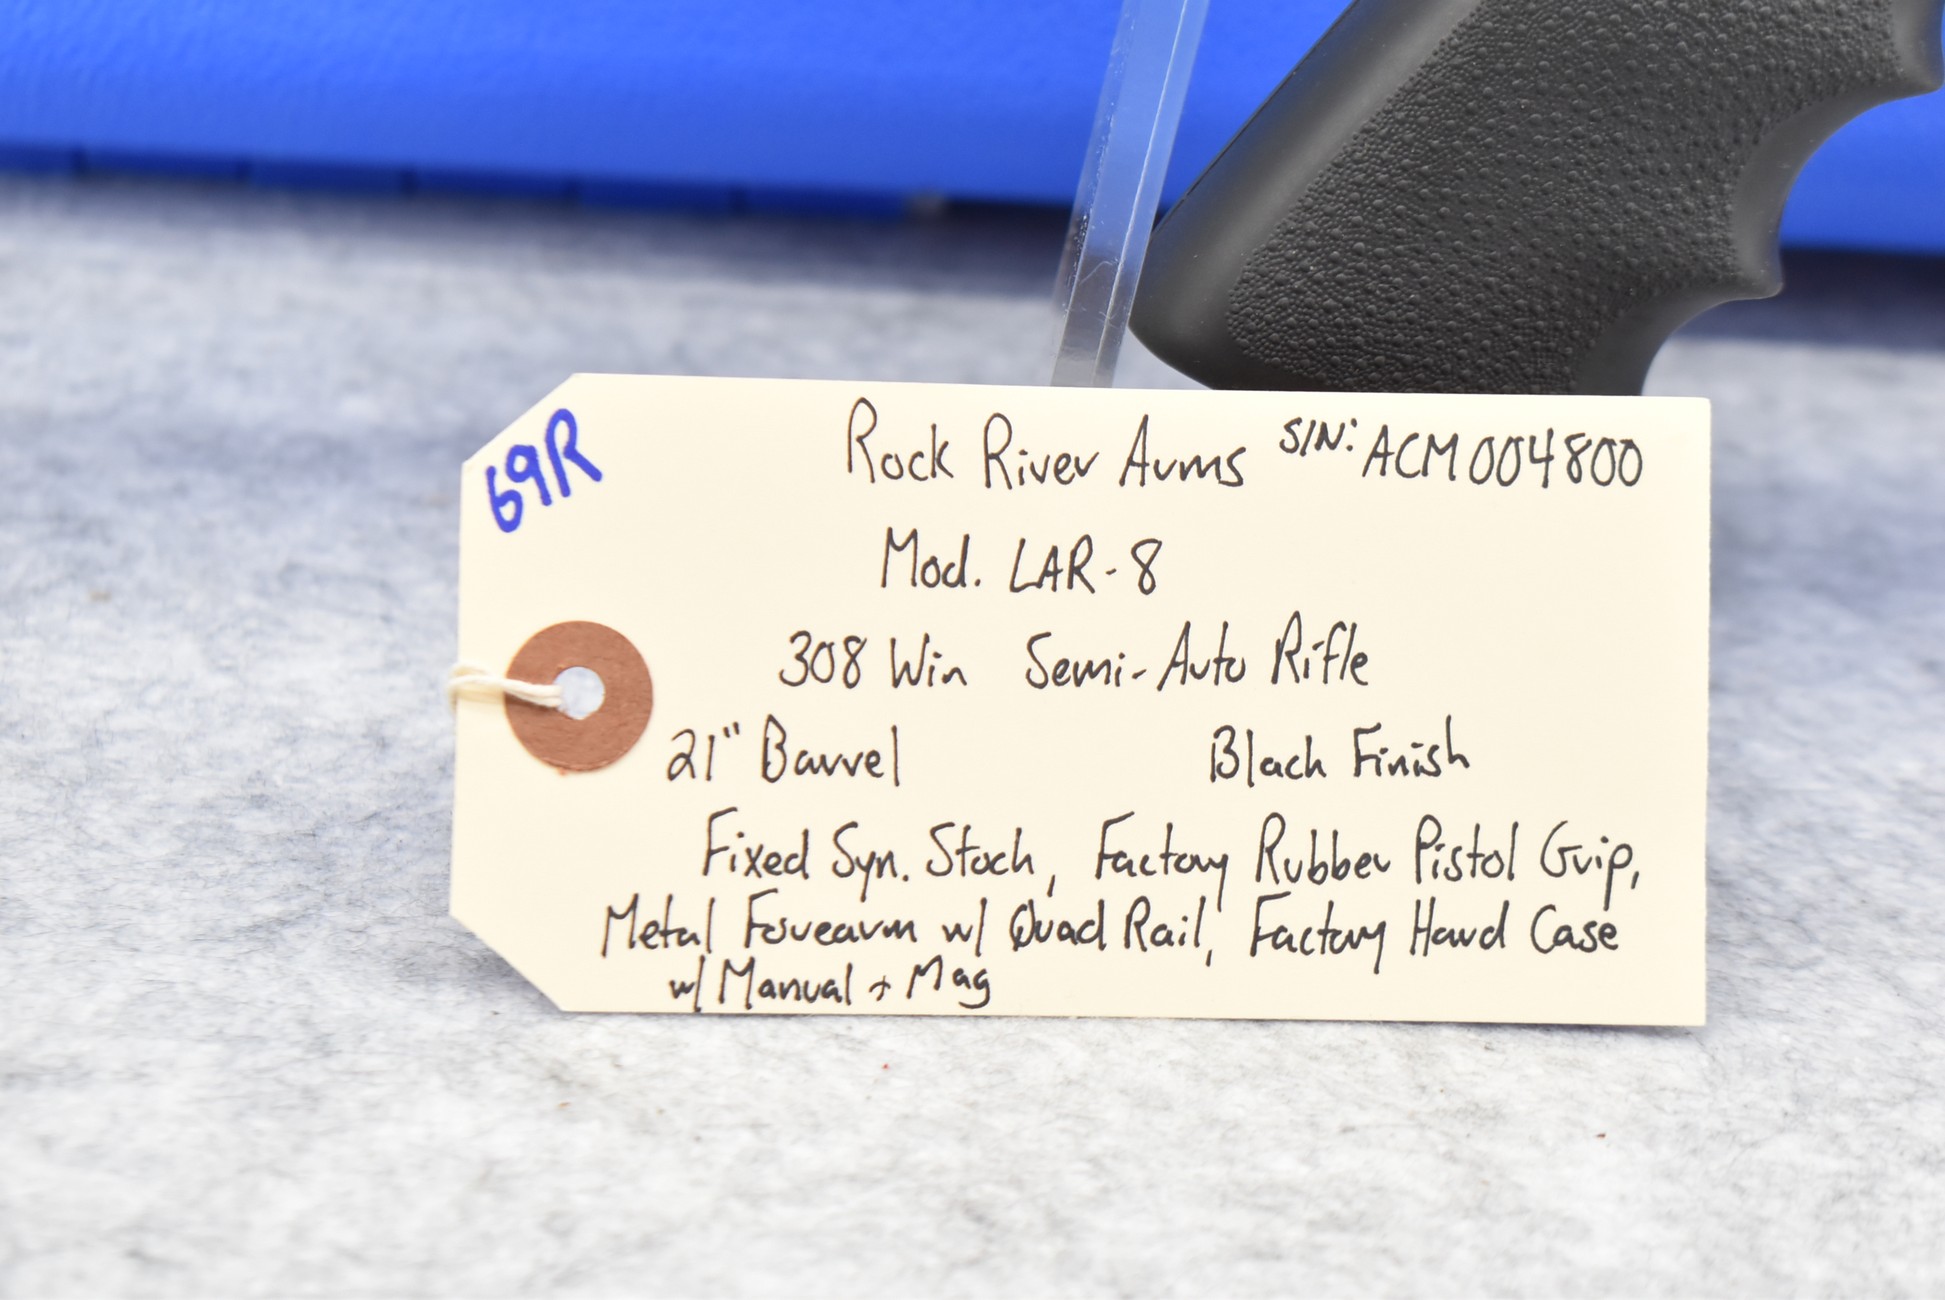 69R
Rock River Arms S/N: ACM004800
Mod. LAR-8
308 Win Semi-Auto Rifle
21" Barrel Black Finish
Fixed Syn. Stock, Factory Rubber Pistol Grip,
Metal Forearm w/ Quad Rail, Factory Hard Case
w/ Manual + Mag